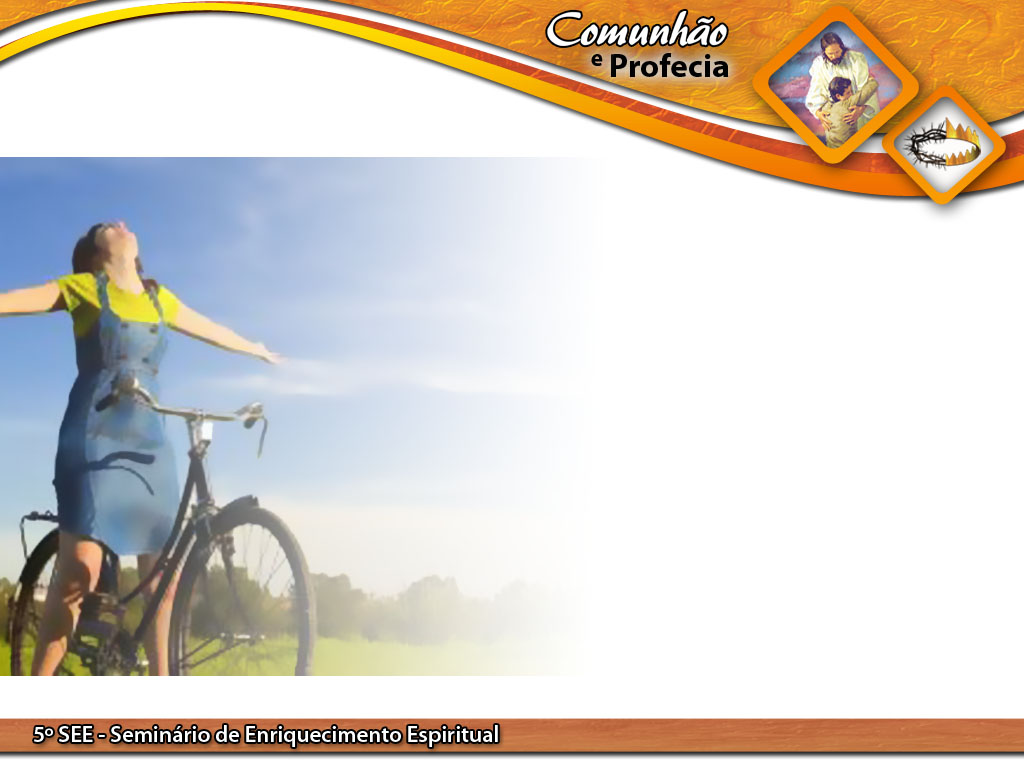 Comunhão
e Profecia
5º SEE - Seminário de Enriquecimento Espiritual